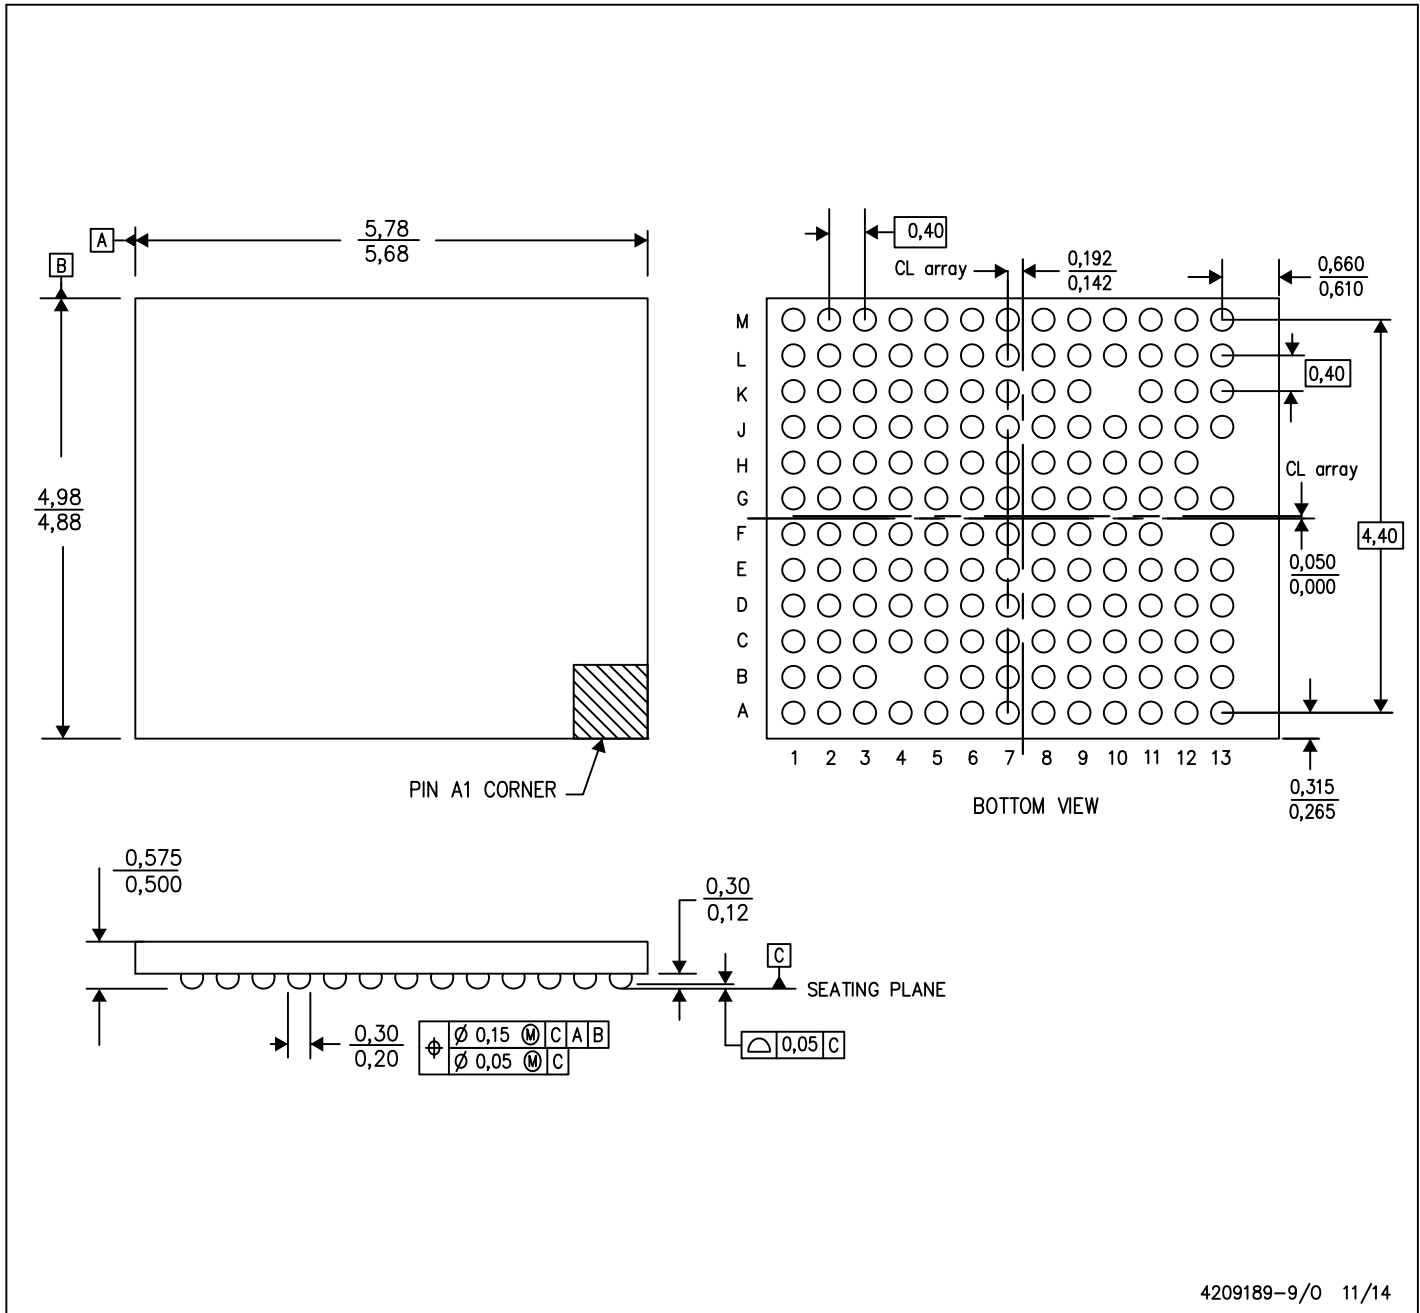 A
5,78
5,68
B
4,98
4,88
PIN A1 CORNER
0,40
CL array
0,192
0,142
0,660
0,610
M
L
K
J
H
G
F
E
D
C
B
A
0,40
CL array
4,40
0,050
0,000
1 2 3 4 5 6 7 8 9 10 11 12 13
0,315
0,265
BOTTOM VIEW
0,575
0,500
0,30
0,12
C
SEATING PLANE
0,30
0,20
⌖ Ø 0,15 Ⓜ C A B
Ø 0,05 Ⓜ C
⌓ 0,05 C
4209189-9/O 11/14